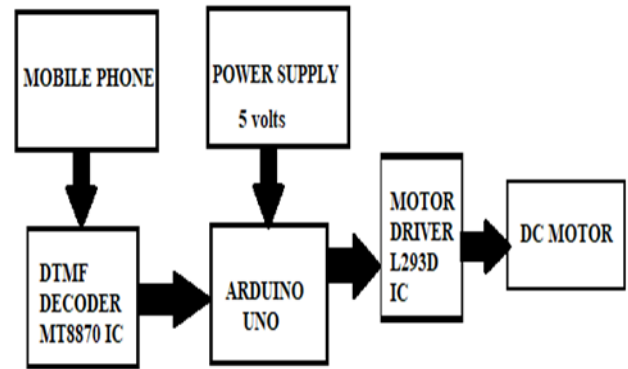 MOBILE PHONE
POWER SUPPLY
5 volts
DTMF
DECODER
MT8870 IC
ARDUINO
UNO
MOTOR
DRIVER
L293D
IC
DC MOTOR